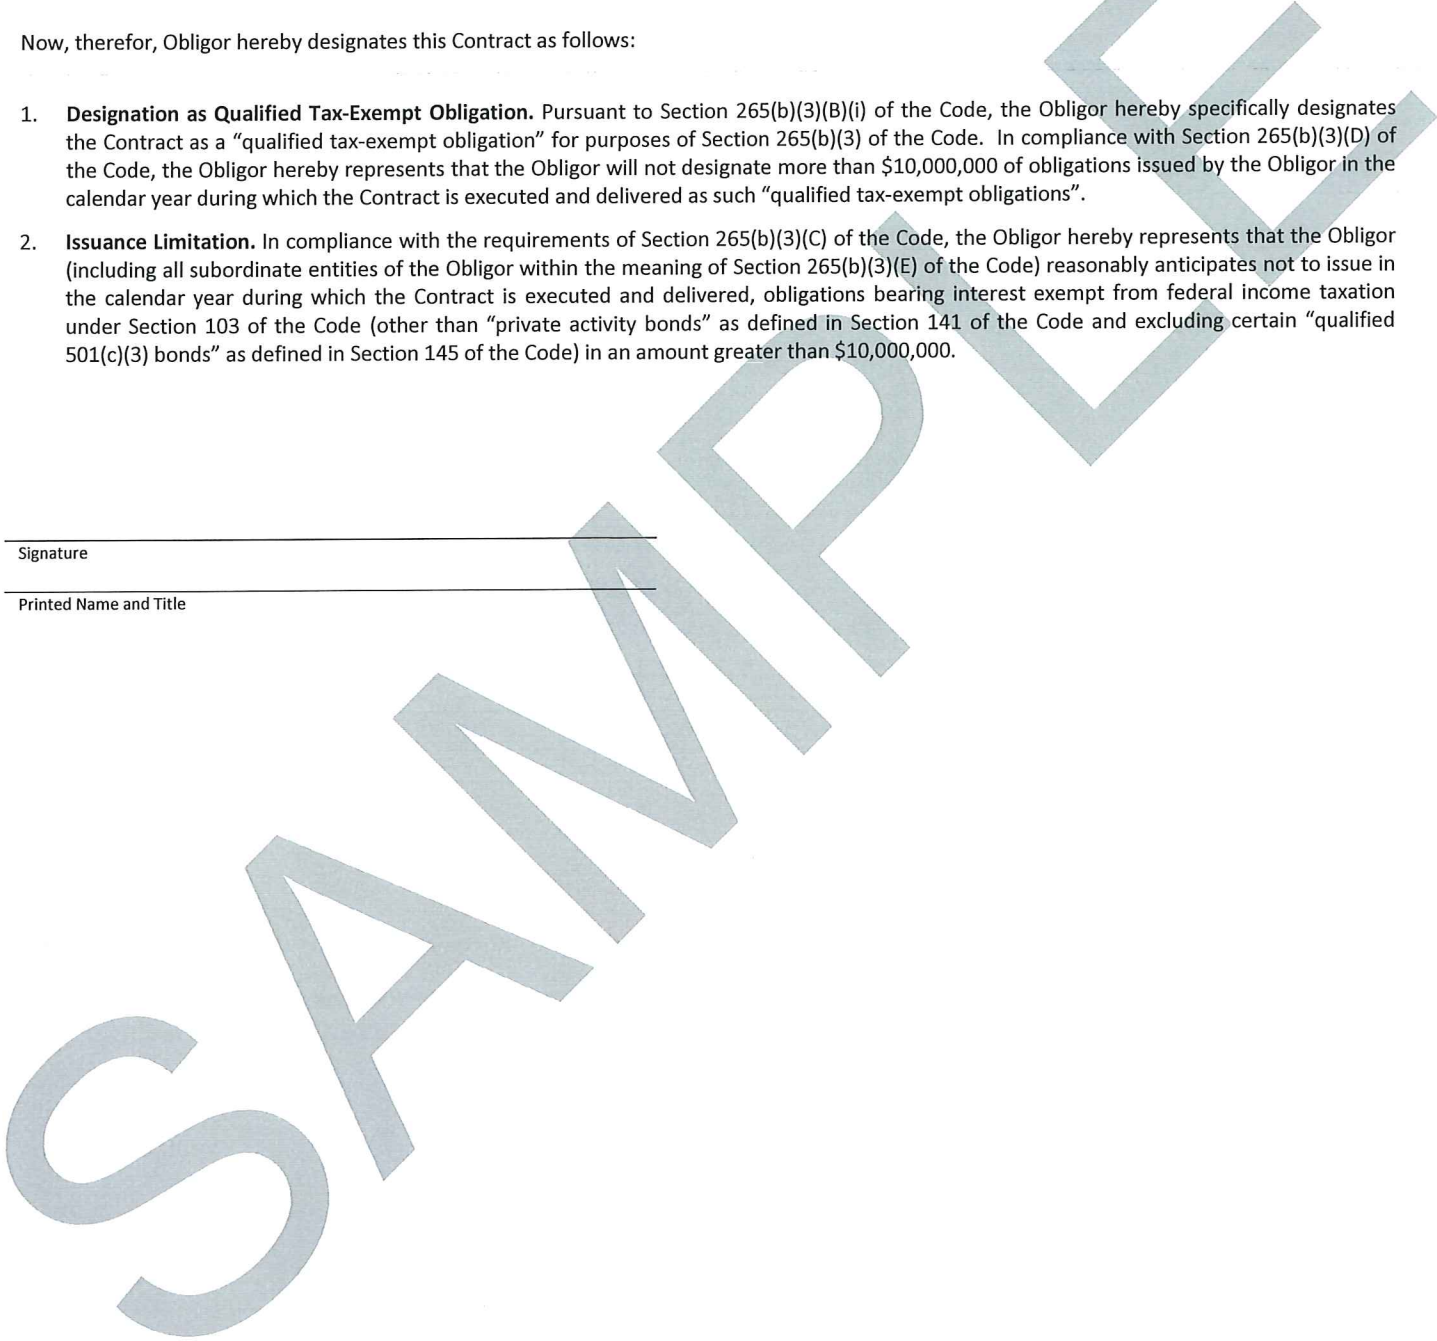 Now, therefor, Obligor hereby designates this Contract as follows:
1. Designation as Qualified Tax-Exempt Obligation. Pursuant to Section 265(b)(3)(B)(i) of the Code, the Obligor hereby specifically designates
the Contract as a “qualified tax-exempt obligation” for purposes of Section 265(b)(3) of the Code. In compliance with Section 265(b)(3)(D) of
the Code, the Obligor hereby represents that the Obligor will not designate more than $10,000,000 of obligations issued by the Obligor in the
calendar year during which the Contract is executed and delivered as such “qualified tax-exempt obligations”.
2. Issuance Limitation. In compliance with the requirements of Section 265(b)(3)(C) of the Code, the Obligor hereby represents that the Obligor
(including all subordinate entities of the Obligor within the meaning of Section 265(b)(3)(E) of the Code) reasonably anticipates not to issue in
the calendar year during which the Contract is executed and delivered, obligations bearing interest exempt from federal income taxation
under Section 103 of the Code (other than “private activity bonds” as defined in Section 141 of the Code and excluding certain “qualified
501(c)(3) bonds” as defined in Section 145 of the Code) in an amount greater than $10,000,000.
Signature
Printed Name and Title
SAMPLE